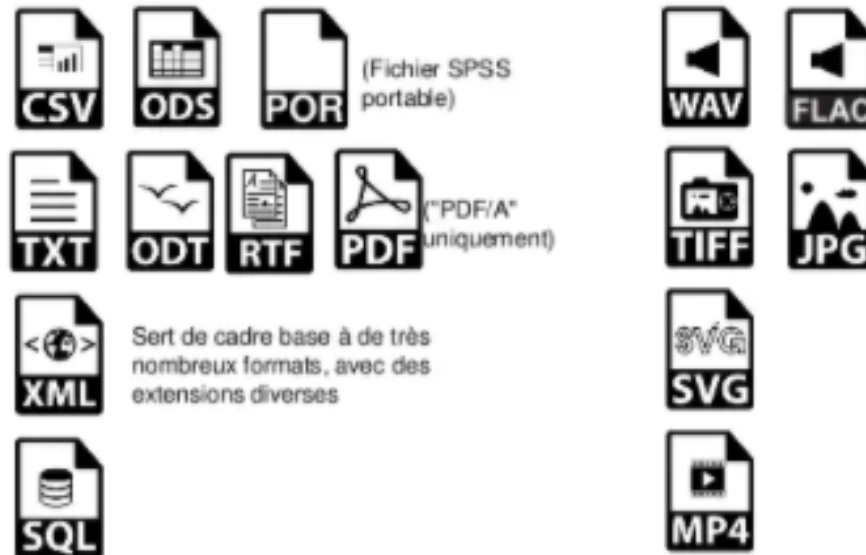 CSV ODS POR (Fichier SPSS
portable)
WAV FLAC
TXT ODT RTF PDF ("PDF/A"
uniquement)
TIFF JPG
< > XML
Sert de cadre base à de très
nombreux formats, avec des
extensions diverses
SVG
SVG
SQL
MP4